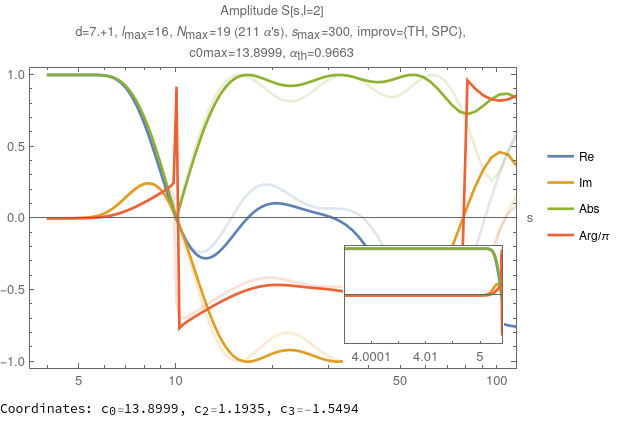 Amplitude S[s,l=2]
d=7.+1, lmax=16, Nmax=19 (211 α's), smax=300, improv={TH, SPC},
c0max=13.8999, αth=0.9663
1.0
0.5
0.0
-0.5
-1.0
5
10
50
100
s
4.0001
4.01
5
Re
Im
Abs
Arg/π
Coordinates: c0=13.8999, c2=1.1935, c3=-1.5494